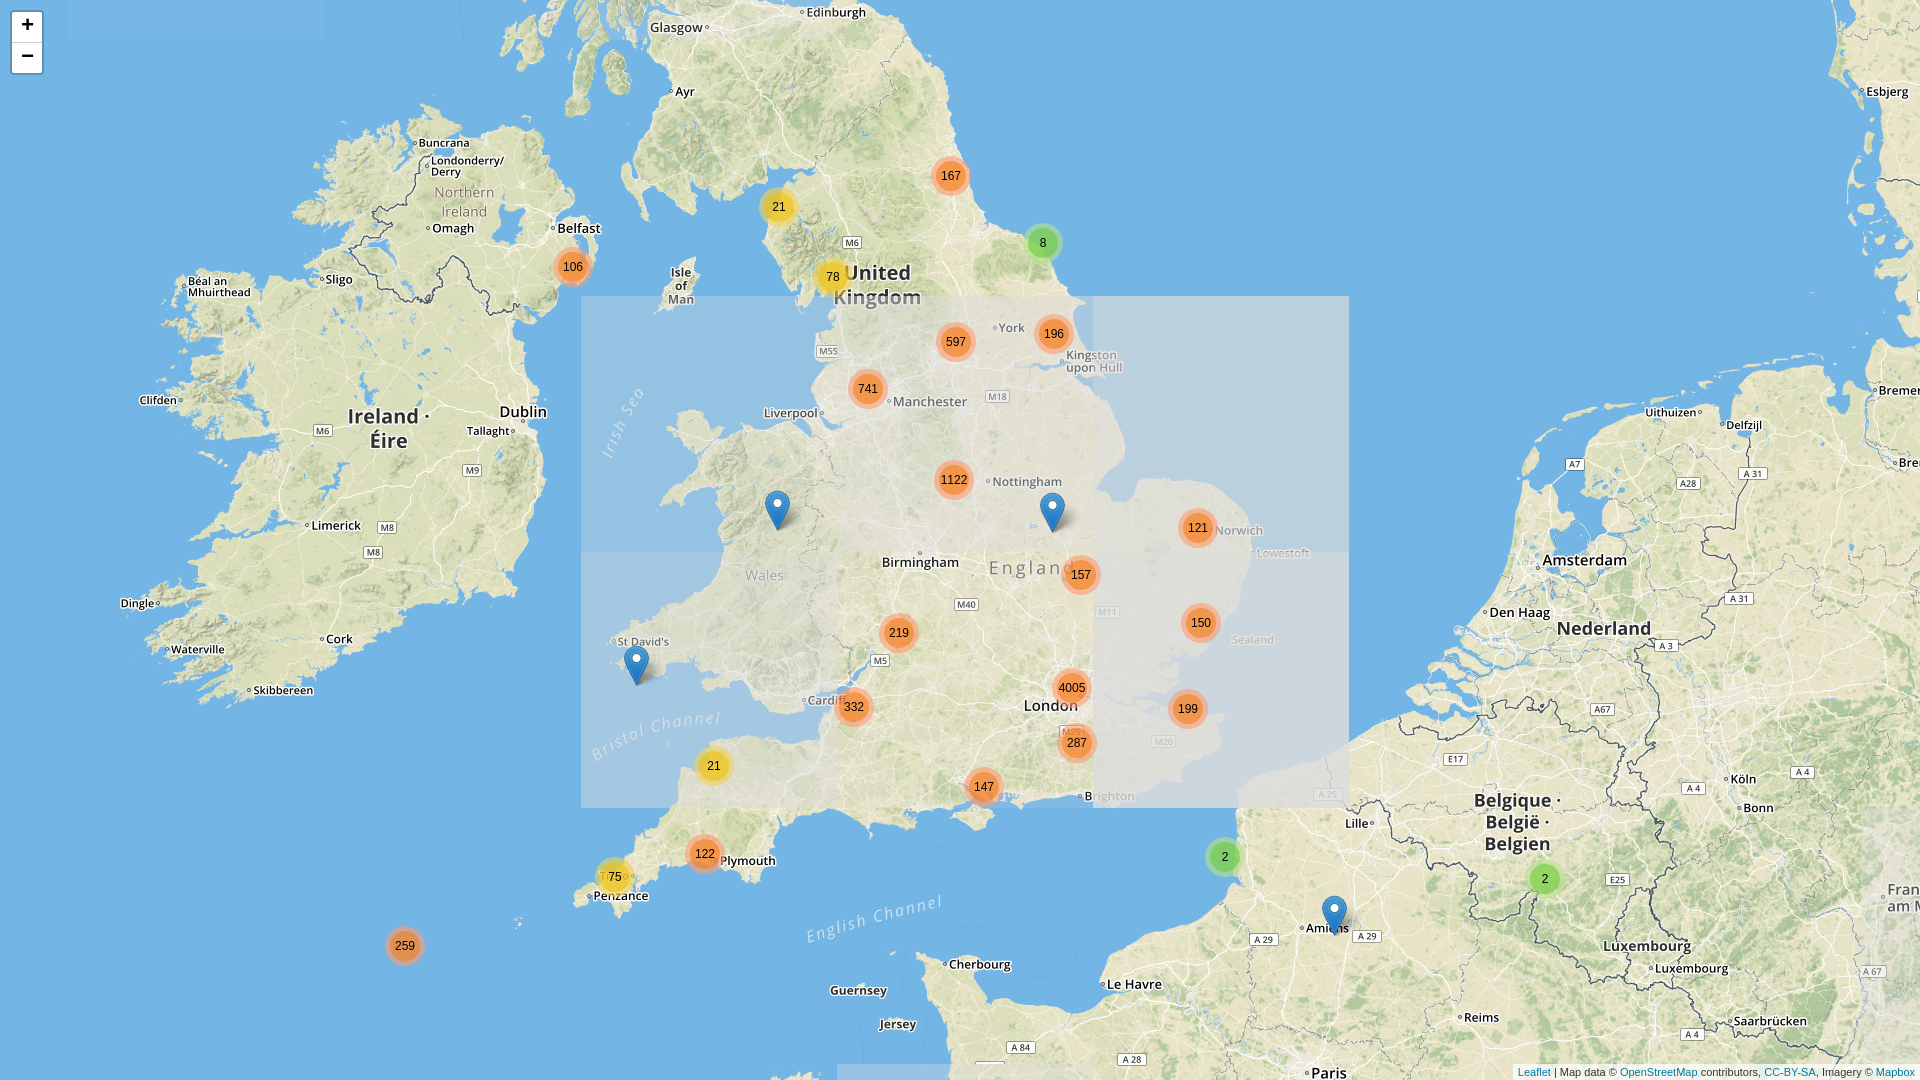 +
−
Edinburgh
Glasgow
Ayr
Esbjerg
Buncrana
Londonderry/
Derry
Northern
Ireland
Omagh
Belfast
106
167
21
8
M6
78
United
Kingdom
Isle
of
Man
Sligo
Béal an
Mhuirthead
York
196
597
Kingston
upon Hull
M55
741
Manchester
M18
Liverpool
Irish Sea
Clifden
Ireland ·
Éire
Dublin
Tallaght
M6
M9
Limerick
M8
M8
Dingle
Cork
Waterville
Skibbereen
1122
Nottingham
121
Norwich
Lowestoft
Birmingham
England
157
Wales
M40
M11
219
150
Sealand
St David's
M5
4005
London
Cardiff
332
199
M25
287
M20
Bristol Channel
21
147
Brighton
122
Plymouth
75
Penzance
259
English Channel
Guernsey
Jersey
Cherbourg
Le Havre
2
Amiens
A 29
A 29
A 84
A 28
Paris
Reims
A 4
Saarbrücken
A 25
Lille
E17
Belgique ·
België ·
Belgien
2
E25
Luxembourg
Luxembourg
A 67
Fran
am M
Bonn
Köln
A 4
A 4
A67
A 3
Nederland
Den Haag
A 31
Amsterdam
A7
A28
A 31
Uithuizen
Delfzijl
Bremer
Bre
Leaflet | Map data © OpenStreetMap contributors, CC-BY-SA, Imagery © Mapbox